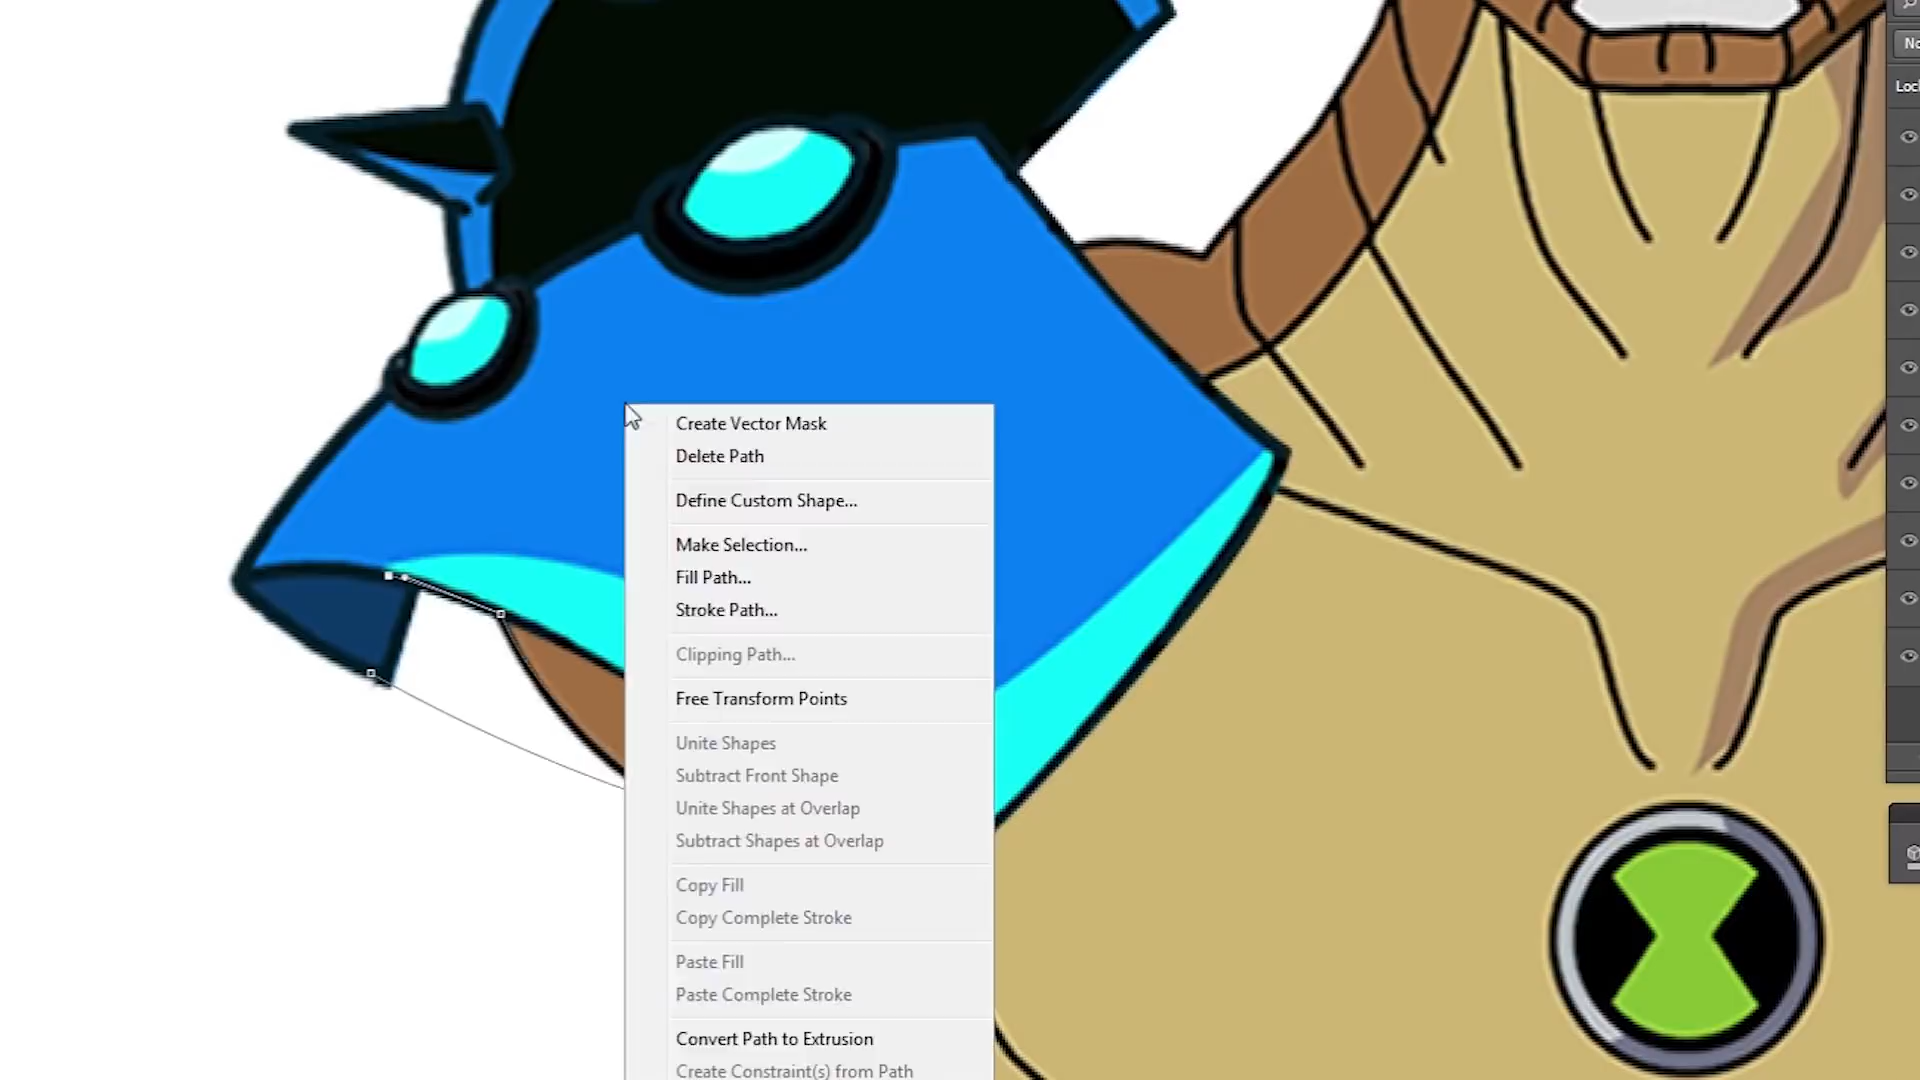 No
Lock
Create Vector Mask
Delete Path
Define Custom Shape...
Make Selection...
Fill Path...
Stroke Path...
Clipping Path...
Free Transform Points
Unite Shapes
Subtract Front Shape
Unite Shapes at Overlap
Subtract Shapes at Overlap
Copy Fill
Copy Complete Stroke
Paste Fill
Paste Complete Stroke
Convert Path to Extrusion
Create Constraint(s) from Path